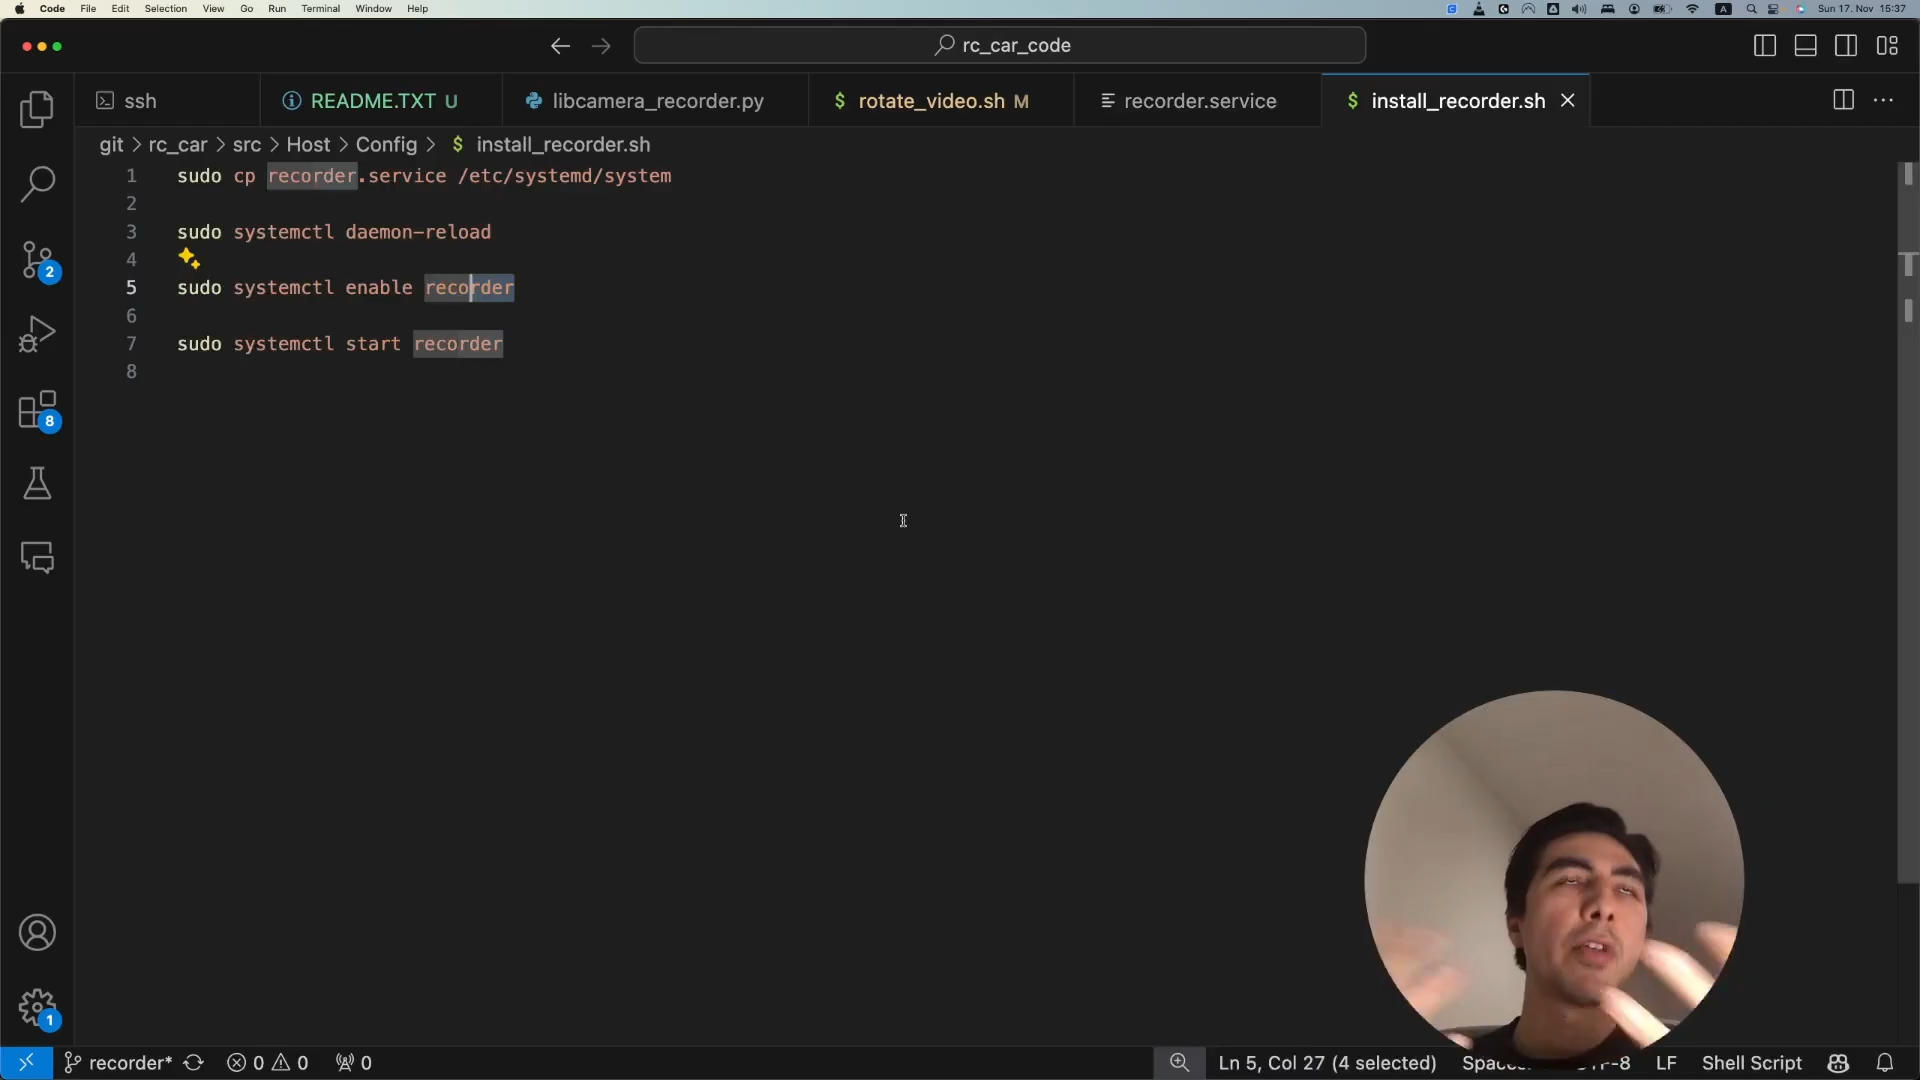 Code File Edit Selection View Go Run Terminal Window Help
A Sun 17. Nov 15:37
rc_car_code
ssh README.TXT U libcamera_recorder.py $ rotate_video.sh M recorder.service $ install_recorder.sh
git > rc_car > src > Host > Config > $ install_recorder.sh
1 sudo cp recorder.service /etc/systemd/system
2
3 sudo systemctl daemon-reload
4
5 sudo systemctl enable recorder
6
7 sudo systemctl start recorder
8
2
8
1
recorder* 0 0 0 Ln 5, Col 27 (4 selected) LF Shell Script